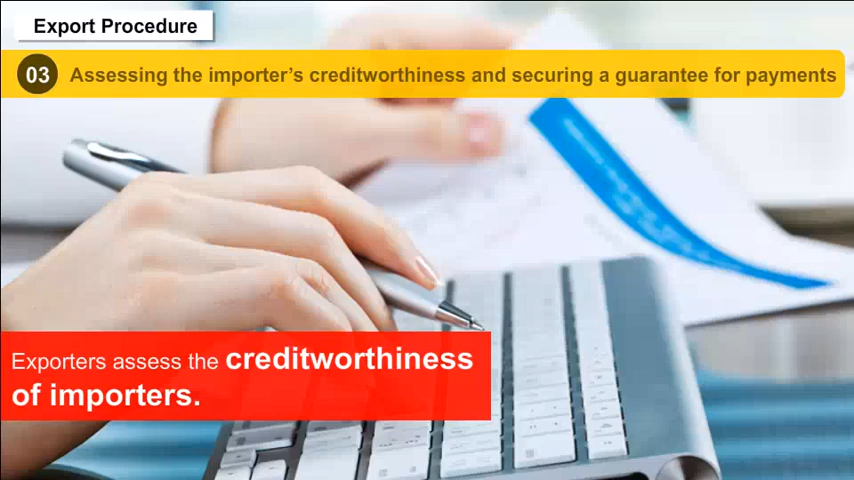 Export Procedure
03 Assessing the importer's creditworthiness and securing a guarantee for payments
Exporters assess the creditworthiness
of importers.